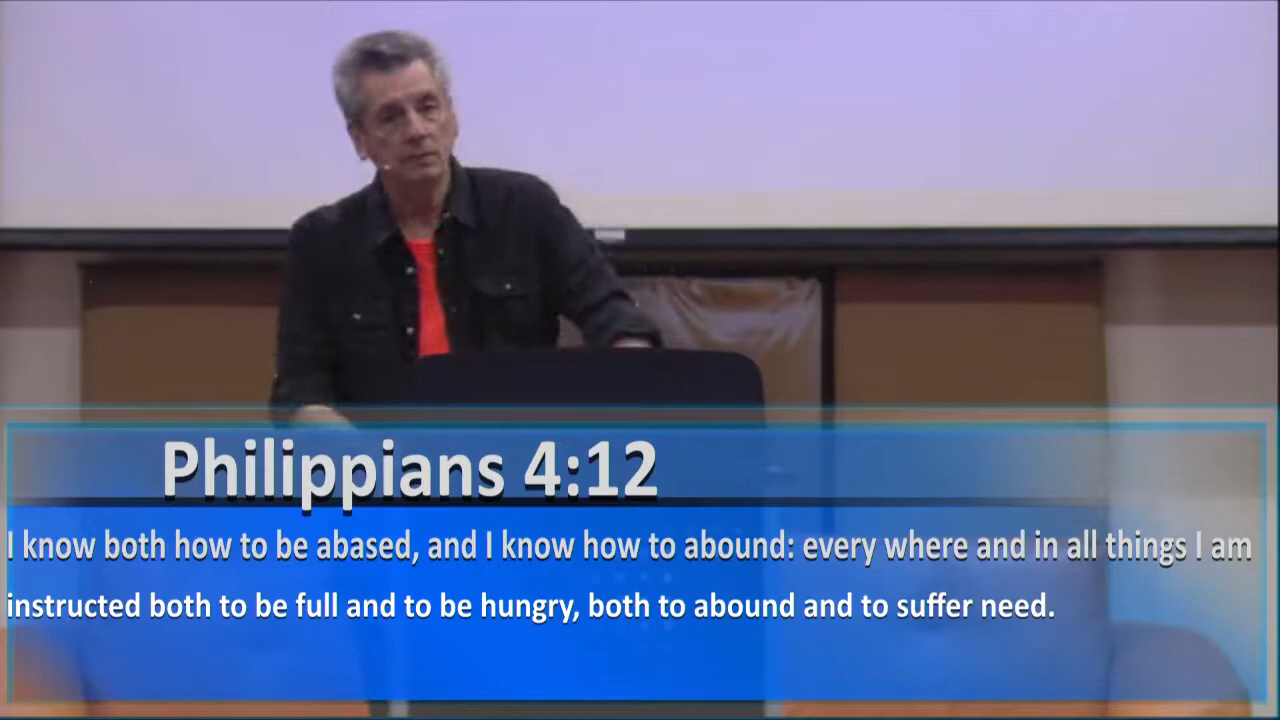 Philippians 4:12
I know both how to be abased, and I know how to abound: every where and in all things I am
instructed both to be full and to be hungry, both to abound and to suffer need.